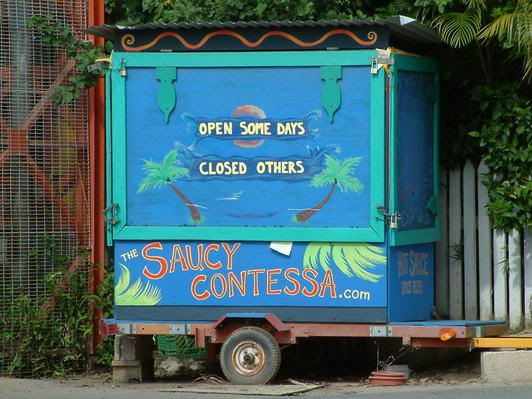 OPEN SOME DAYS
CLOSED OTHERS
THE SAUCY
CONTESSA.com
HOT SAUCE